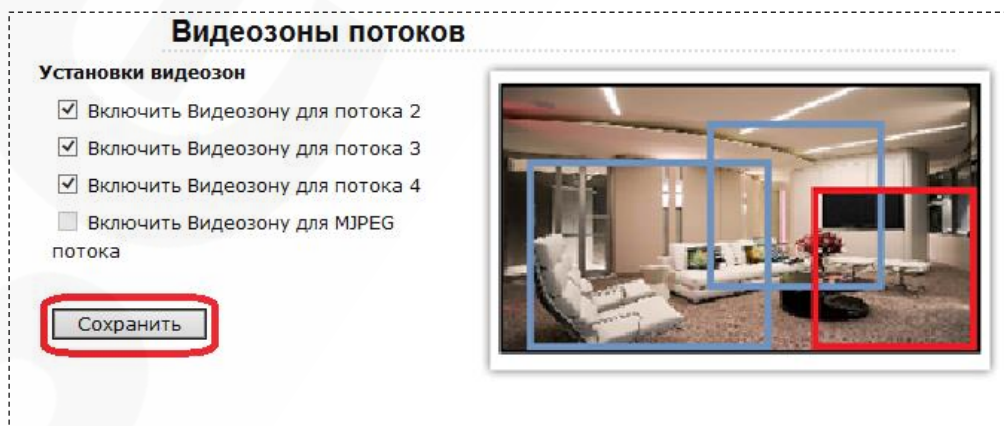 Видеозоны потоков
Установки видеозон
Включить Видеозону для потока 2
Включить Видеозону для потока 3
Включить Видеозону для потока 4
Включить Видеозону для MJPEG
потока
Сохранить